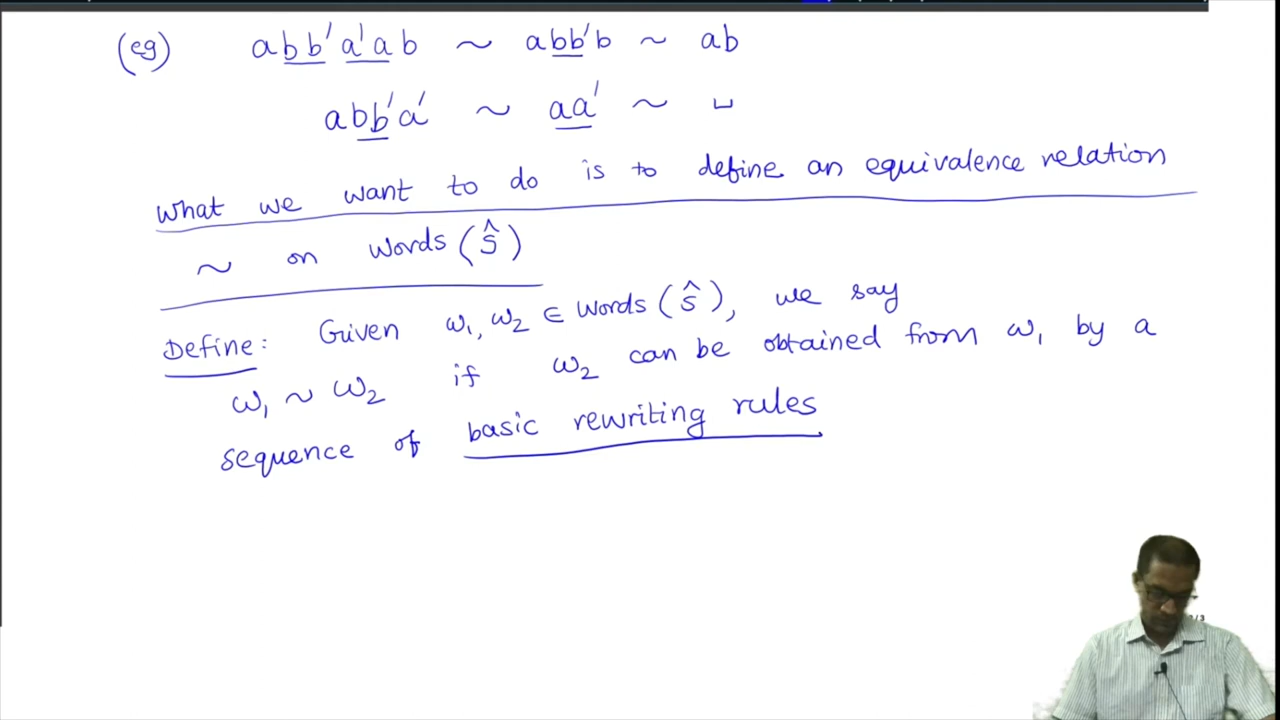 (eg) abb'a'ab ~ abb'b ~ ab
abb'a' ~ aa' ~ ␣
What we want to do is to define an equivalence relation
~ on Words (Ŝ)
Define: Given ω₁, ω₂ ∈ Words (Ŝ), we say
ω₁ ~ ω₂ if ω₂ can be obtained from ω₁ by a
sequence of basic rewriting rules